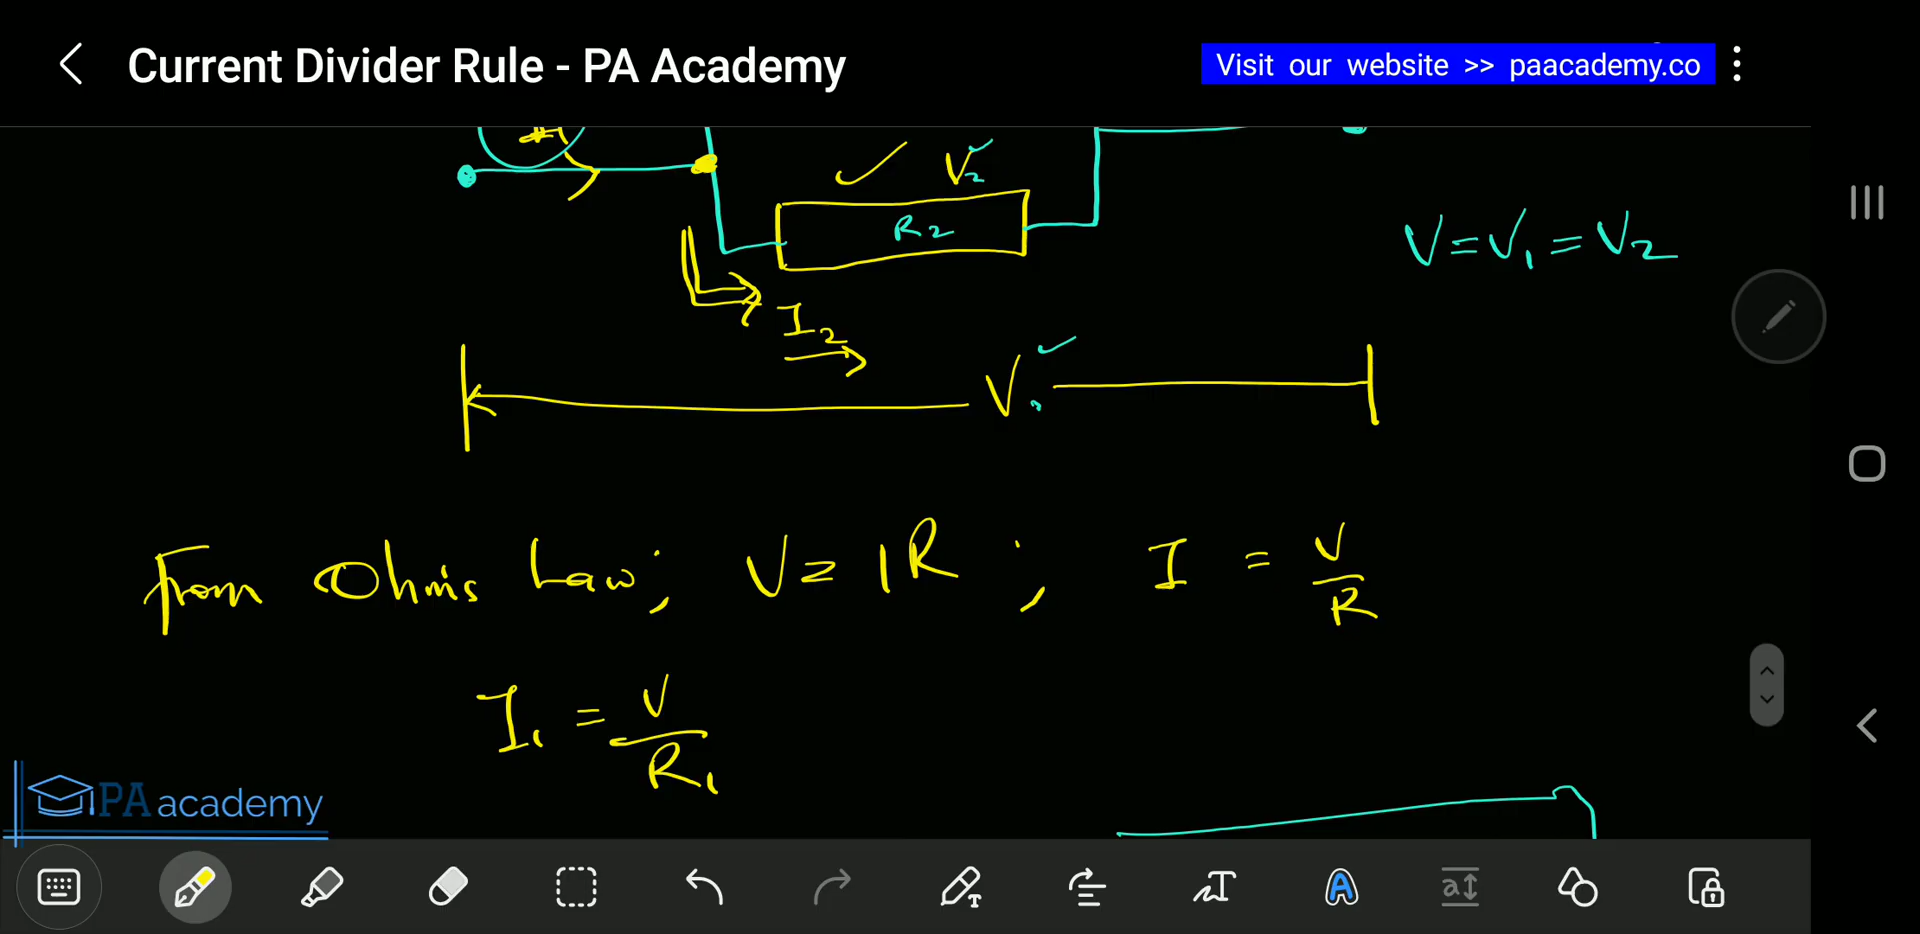 Current Divider Rule - PA Academy
Visit our website >> paacademy.co
V₂
R₂
V = V₁ = V₂
I₂
V
From Ohm's Law; V = IR ; I = V/R
I₁ = V/R₁
PA academy